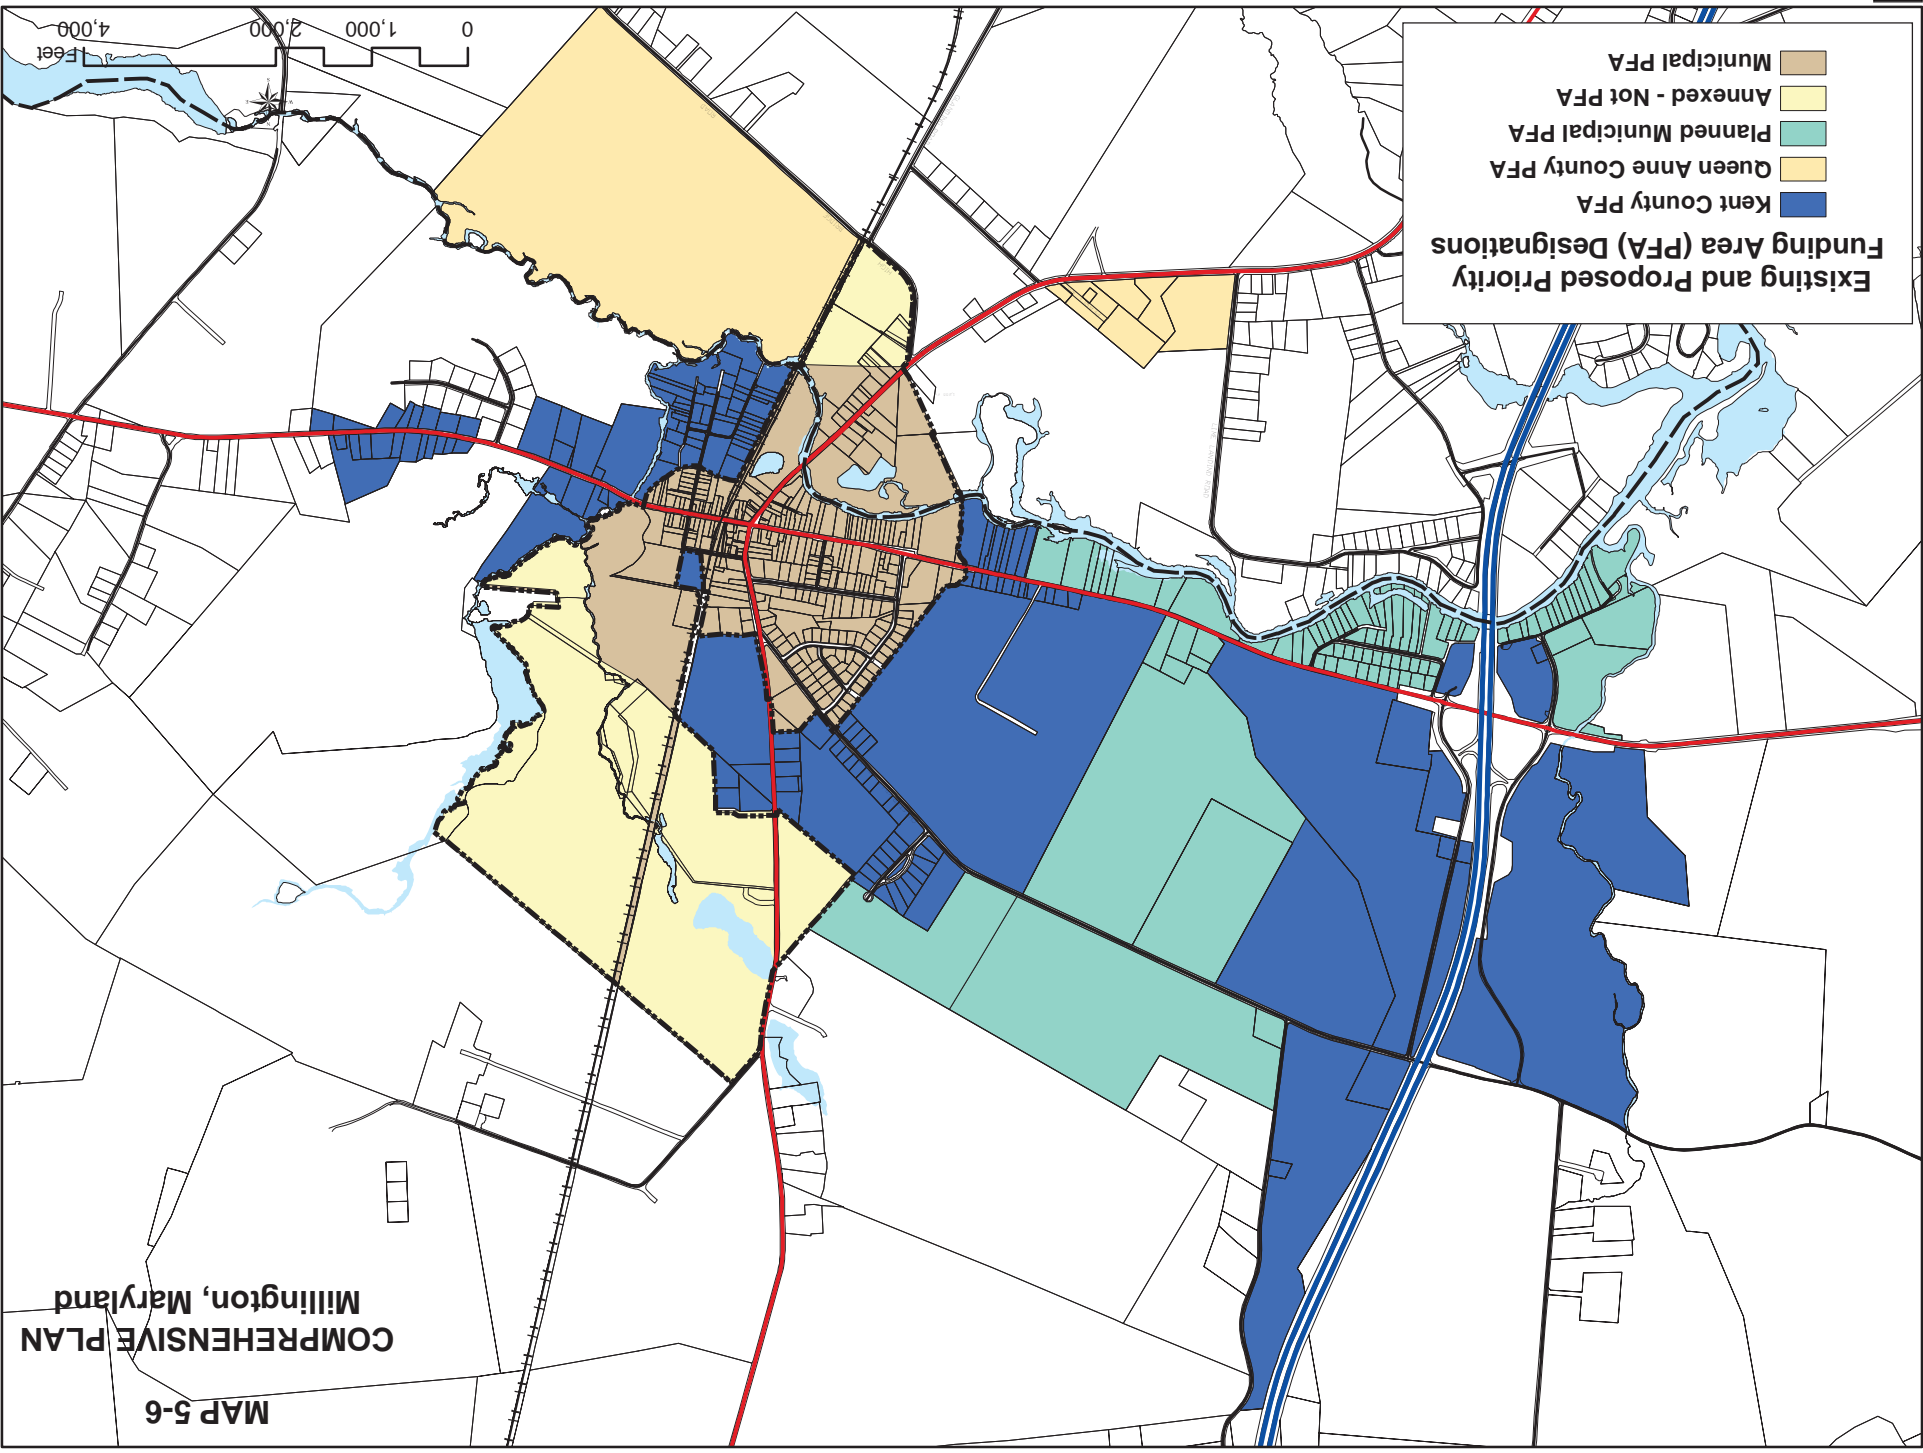 MAP 5-6
COMPREHENSIVE PLAN
Millington, Maryland
Existing and Proposed Priority
Funding Area (PFA) Designations
Kent County PFA
Queen Anne County PFA
Planned Municipal PFA
Annexed - Not PFA
Municipal PFA
0 1,000 2,000 4,000
Feet